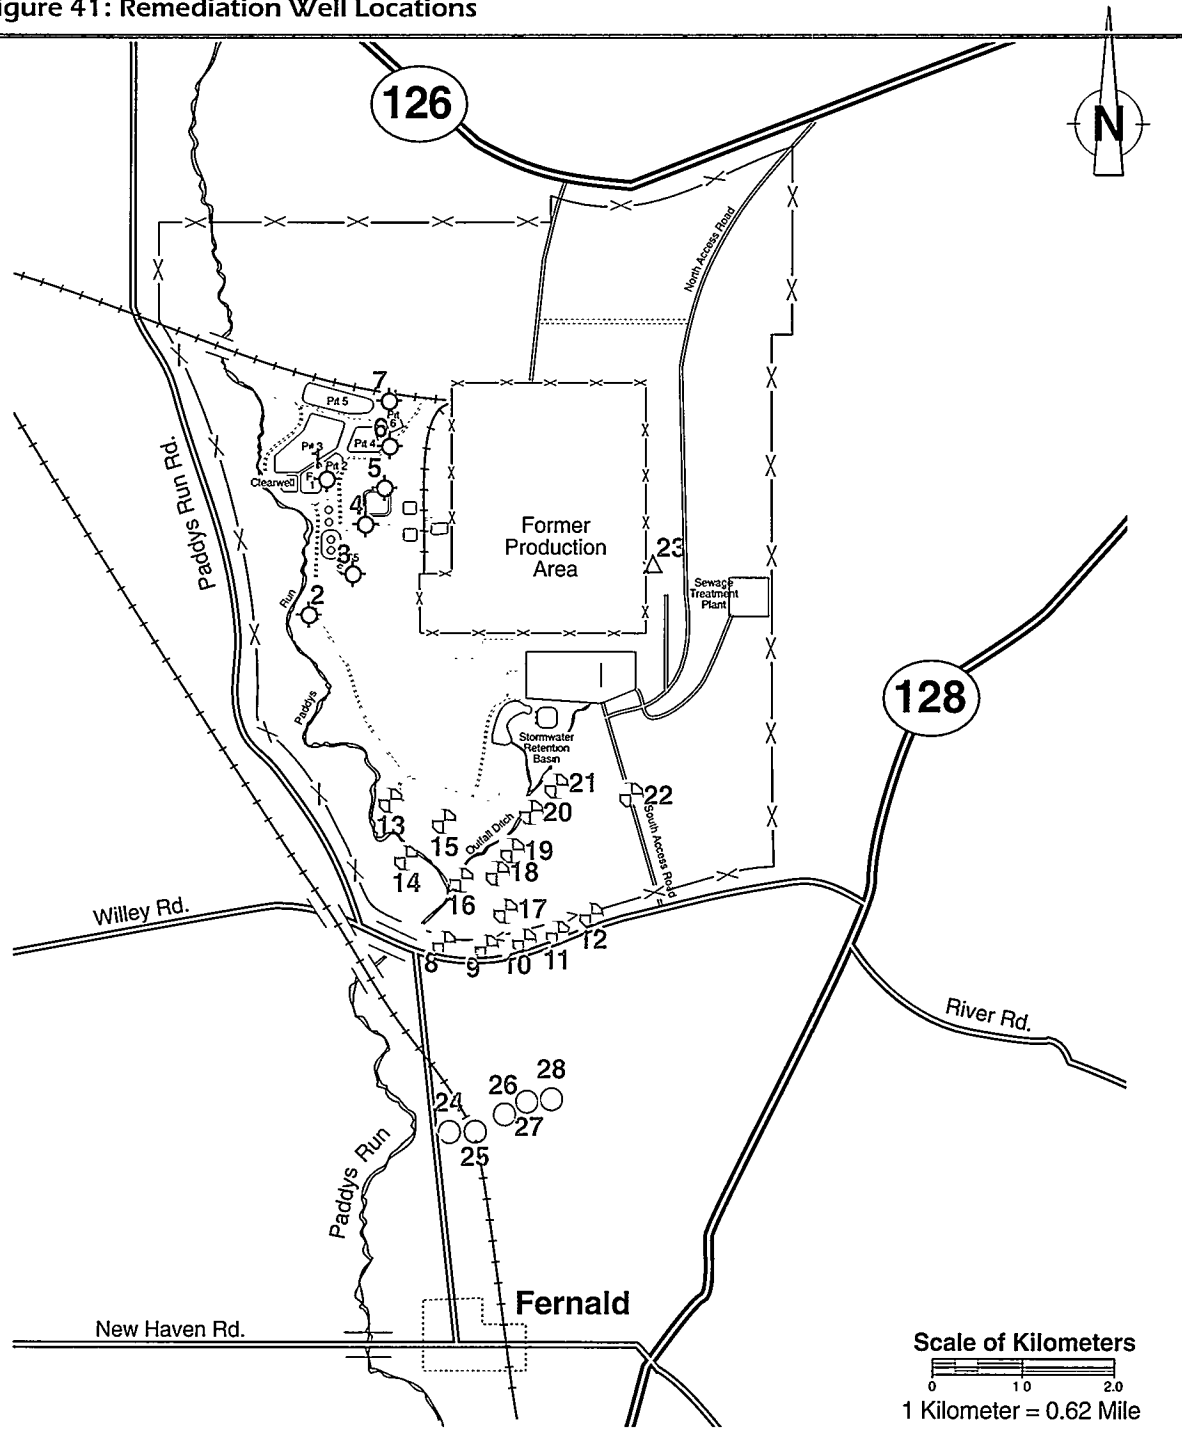 igure 41: Remediation Well Locations
126
N
North Access Road
7
Pit 5
Pit
6
6
Pit 4
Pit 3
Pit 2
5
Clearwell
1
4
Former
Production
Area
23
3
Sewage
Treatment
Plant
2
Run
Paddys Run Rd.
128
Paddys
Stormwater
Retention
Basin
21
22
20
13
15
Outfall Ditch
South Access Road
19
18
14
16
17
Willey Rd.
12
8
9
10
11
River Rd.
28
26
24
27
25
Paddys Run
Fernald
New Haven Rd.
Scale of Kilometers
0
1 0
2.0
1 Kilometer = 0.62 Mile